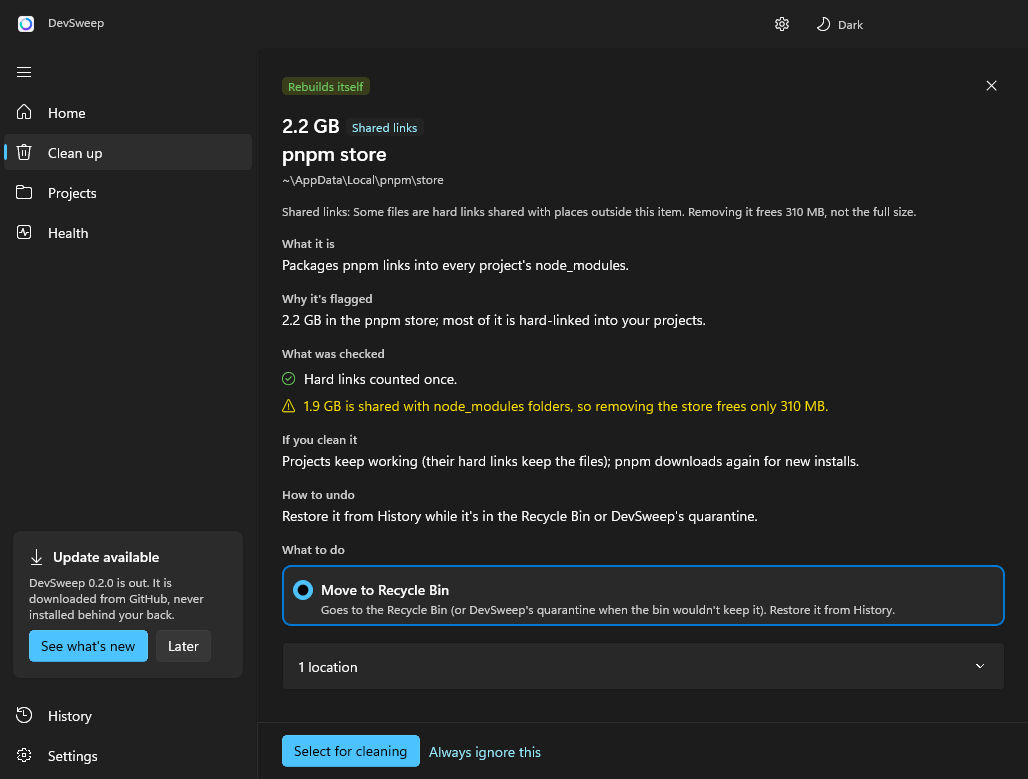 DevSweep
Dark
Home
Clean up
Projects
Health
Update available
DevSweep 0.2.0 is out. It is
downloaded from GitHub, never
installed behind your back.
See what's new
Later
History
Settings
Rebuilds itself
2.2 GB Shared links
pnpm store
~\AppData\Local\pnpm\store
Shared links: Some files are hard links shared with places outside this item. Removing it frees 310 MB, not the full size.
What it is
Packages pnpm links into every project's node_modules.
Why it's flagged
2.2 GB in the pnpm store; most of it is hard-linked into your projects.
What was checked
Hard links counted once.
1.9 GB is shared with node_modules folders, so removing the store frees only 310 MB.
If you clean it
Projects keep working (their hard links keep the files); pnpm downloads again for new installs.
How to undo
Restore it from History while it's in the Recycle Bin or DevSweep's quarantine.
What to do
Move to Recycle Bin
Goes to the Recycle Bin (or DevSweep's quarantine when the bin wouldn't keep it). Restore it from History.
1 location
Select for cleaning
Always ignore this